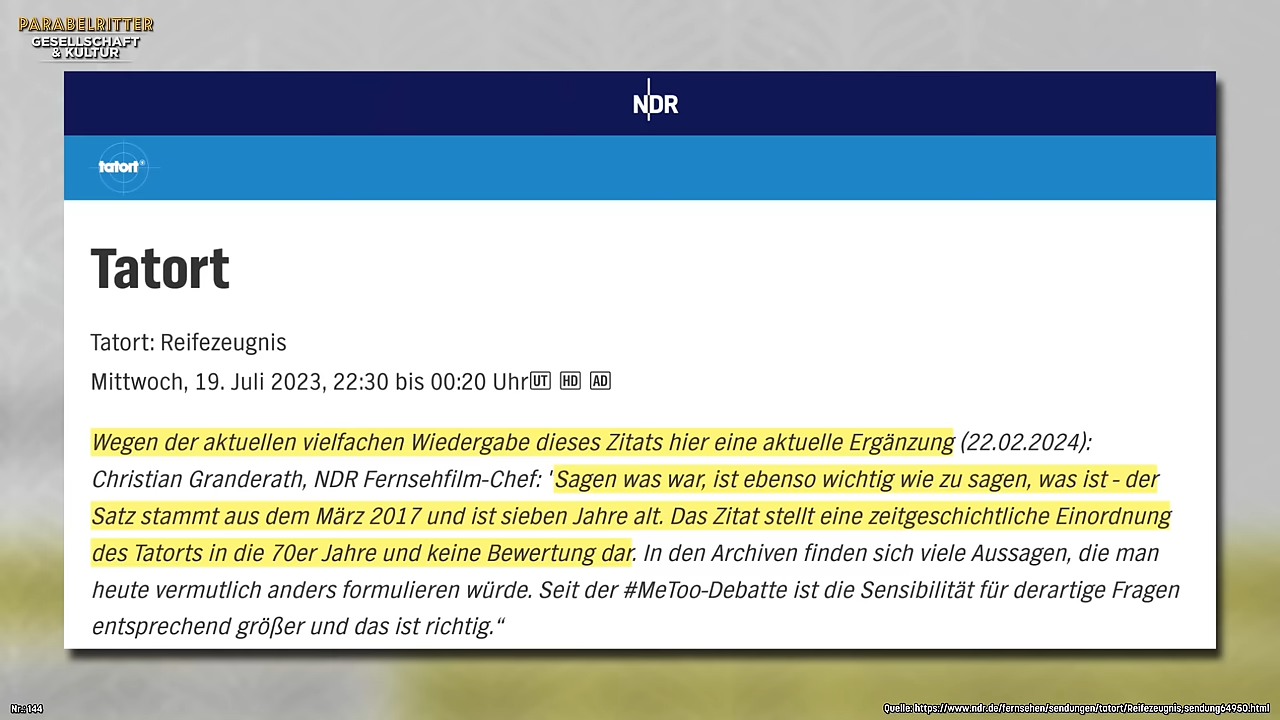 PARABELRITTER
GESELLSCHAFT
& KULTUR
NDR
tatort®
Tatort
Tatort: Reifezeugnis
Mittwoch, 19. Juli 2023, 22:30 bis 00:20 Uhr UT HD AD
Wegen der aktuellen vielfachen Wiedergabe dieses Zitats hier eine aktuelle Ergänzung (22.02.2024):
Christian Granderath, NDR Fernsehfilm-Chef: 'Sagen was war, ist ebenso wichtig wie zu sagen, was ist - der
Satz stammt aus dem März 2017 und ist sieben Jahre alt. Das Zitat stellt eine zeitgeschichtliche Einordnung
des Tatorts in die 70er Jahre und keine Bewertung dar. In den Archiven finden sich viele Aussagen, die man
heute vermutlich anders formulieren würde. Seit der #MeToo-Debatte ist die Sensibilität für derartige Fragen
entsprechend größer und das ist richtig.“
Nr.: 144
Quelle: https://www.ndr.de/fernsehen/sendungen/tatort/Reifezeugnis,sendung64950.html